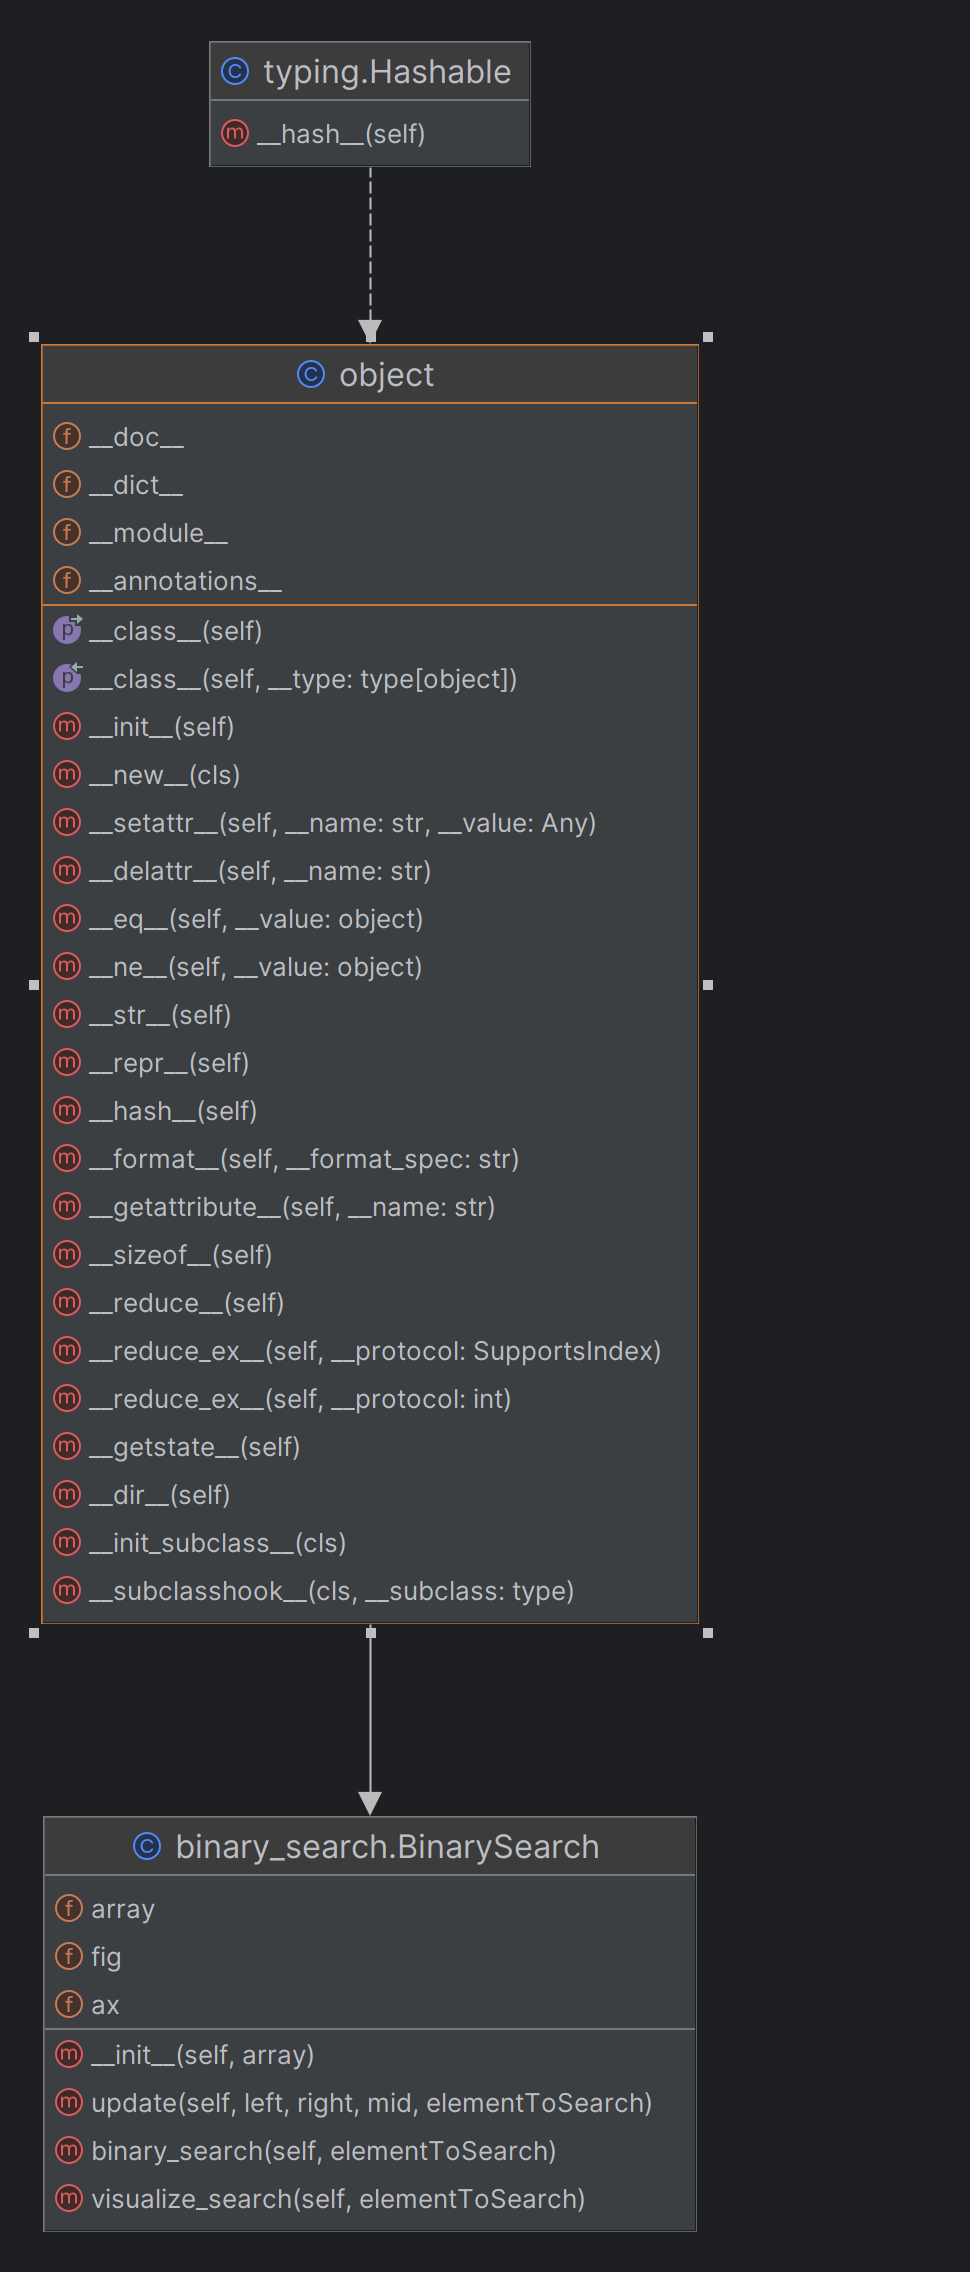 C typing.Hashable
m __hash__(self)
C object
f __doc__
f __dict__
f __module__
f __annotations__
p __class__(self)
p __class__(self, __type: type[object])
m __init__(self)
m __new__(cls)
m __setattr__(self, __name: str, __value: Any)
m __delattr__(self, __name: str)
m __eq__(self, __value: object)
m __ne__(self, __value: object)
m __str__(self)
m __repr__(self)
m __hash__(self)
m __format__(self, __format_spec: str)
m __getattribute__(self, __name: str)
m __sizeof__(self)
m __reduce__(self)
m __reduce_ex__(self, __protocol: SupportsIndex)
m __reduce_ex__(self, __protocol: int)
m __getstate__(self)
m __dir__(self)
m __init_subclass__(cls)
m __subclasshook__(cls, __subclass: type)
C binary_search.BinarySearch
f array
f fig
f ax
m __init__(self, array)
m update(self, left, right, mid, elementToSearch)
m binary_search(self, elementToSearch)
m visualize_search(self, elementToSearch)